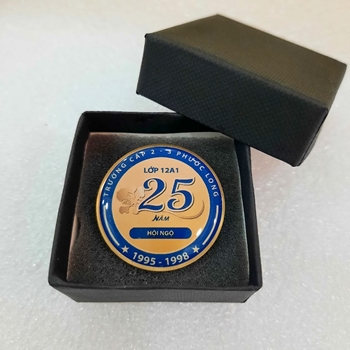 TRƯỜNG CẤP 2 - 3 PHƯỚC LONG
LỚP 12A1
25
NĂM
HỘI NGỘ
★ 1995 - 1998 ★